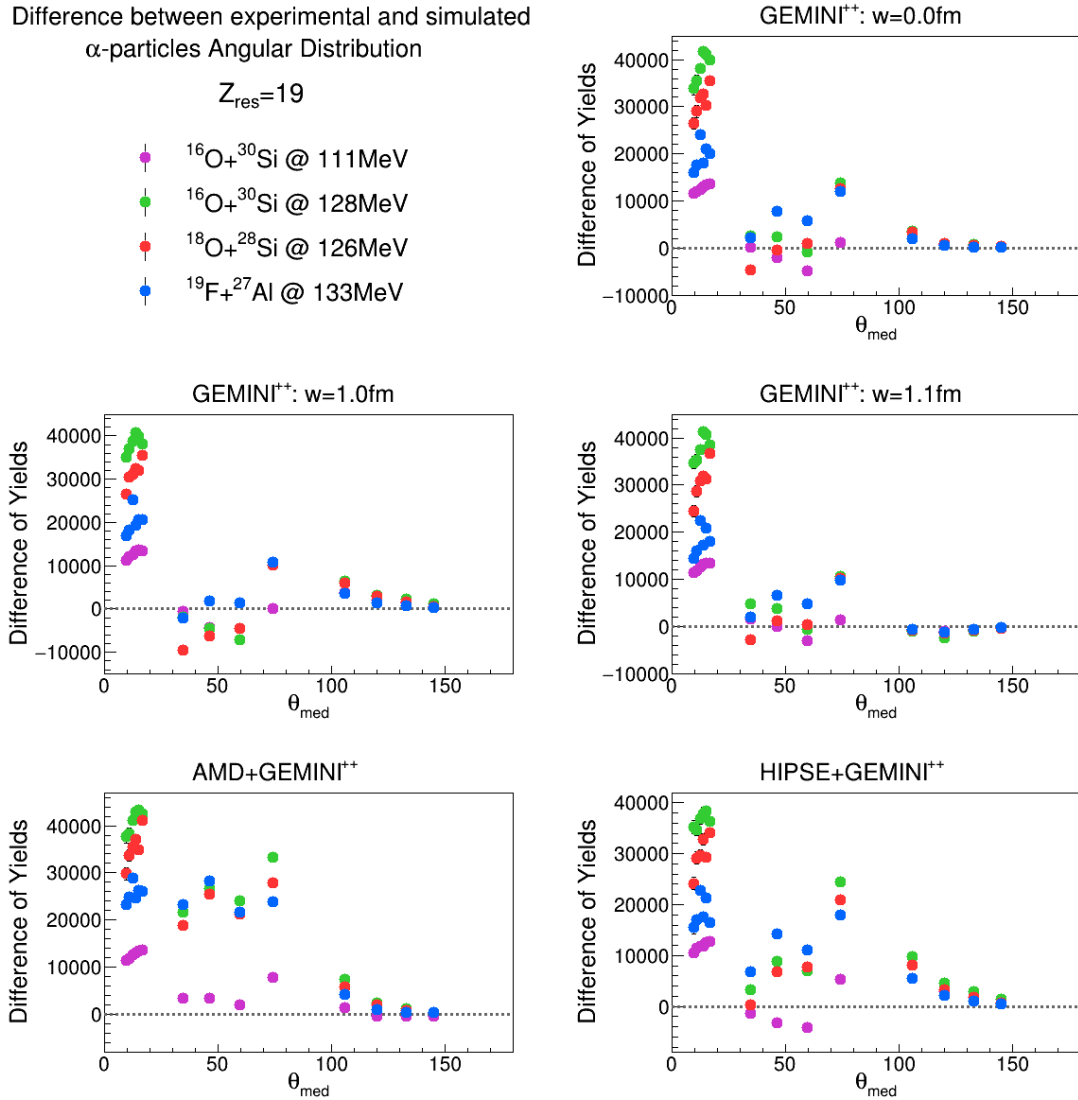 Difference between experimental and simulated
α-particles Angular Distribution
Z_res=19
¹⁶O+³⁰Si @ 111MeV
¹⁶O+³⁰Si @ 128MeV
¹⁸O+²⁸Si @ 126MeV
¹⁹F+²⁷Al @ 133MeV
GEMINI⁺⁺: w=0.0fm
Difference of Yields
40000
30000
20000
10000
0
−10000
0 50 100 150
θ_med
GEMINI⁺⁺: w=1.0fm
Difference of Yields
40000
30000
20000
10000
0
−10000
0 50 100 150
θ_med
GEMINI⁺⁺: w=1.1fm
Difference of Yields
40000
30000
20000
10000
0
−10000
0 50 100 150
θ_med
AMD+GEMINI⁺⁺
Difference of Yields
40000
30000
20000
10000
0
0 50 100 150
θ_med
HIPSE+GEMINI⁺⁺
Difference of Yields
40000
30000
20000
10000
0
0 50 100 150
θ_med